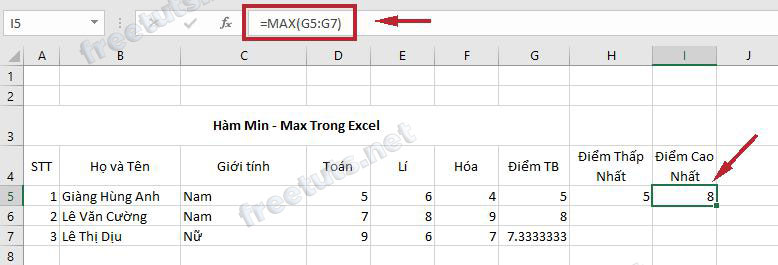 I5 =MAX(G5:G7)
A B C D E F G H I J
1
2
3 Hàm Min - Max Trong Excel
4 STT Họ và Tên Giới tính Toán Lí Hóa Điểm TB Điểm Thấp Nhất Điểm Cao Nhất
5 1 Giàng Hùng Anh Nam 5 6 4 5 5 8
6 2 Lê Văn Cường Nam 7 8 9 8
7 3 Lê Thị Dịu Nữ 9 6 7 7.3333333
8
freetuts.net
freetuts.net
freetuts.net